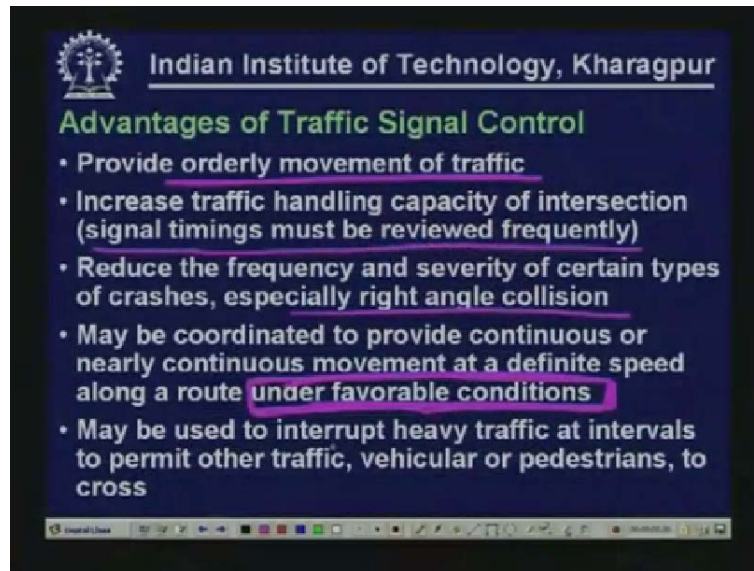 Indian Institute of Technology, Kharagpur
Advantages of Traffic Signal Control
• Provide orderly movement of traffic
• Increase traffic handling capacity of intersection
(signal timings must be reviewed frequently)
• Reduce the frequency and severity of certain types
of crashes, especially right angle collision
• May be coordinated to provide continuous or
nearly continuous movement at a definite speed
along a route under favorable conditions
• May be used to interrupt heavy traffic at intervals
to permit other traffic, vehicular or pedestrians, to
cross